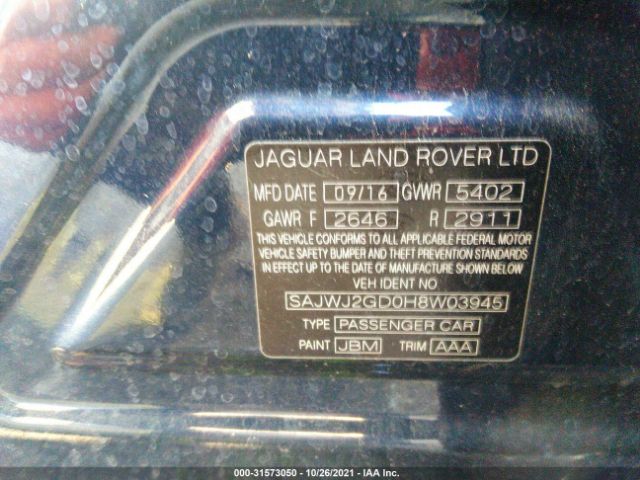 JAGUAR LAND ROVER LTD
MFD DATE 09/16 GVWR 5402
GAWR F 2646 R 2911
THIS VEHICLE CONFORMS TO ALL APPLICABLE FEDERAL MOTOR
VEHICLE SAFETY BUMPER AND THEFT PREVENTION STANDARDS
IN EFFECT UP TO THE DATE OF MANUFACTURE SHOWN BELOW
VEH IDENT NO.
SAJWJ2GD0H8W03945
TYPE PASSENGER CAR
PAINT JBM TRIM AAA
000-31573050 - 10/26/2021 - IAA Inc.